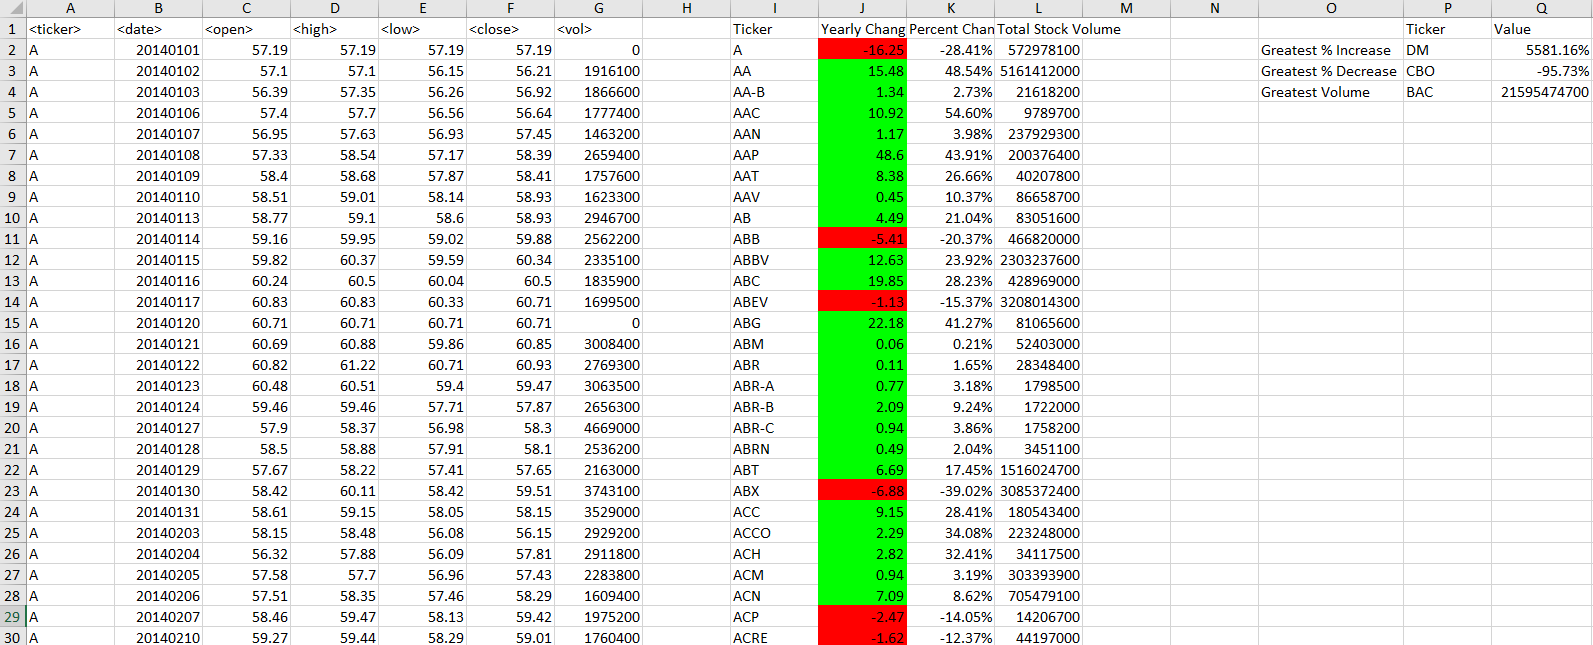 A B C D E F G H I J K L M N O P Q
1 <ticker> <date> <open> <high> <low> <close> <vol> Ticker Yearly Chang Percent Chan Total Stock Volume Ticker Value
2 A 20140101 57.19 57.19 57.19 57.19 0 A -16.25 -28.41% 572978100 Greatest % Increase DM 5581.16%
3 A 20140102 57.1 57.1 56.15 56.21 1916100 AA 15.48 48.54% 5161412000 Greatest % Decrease CBO -95.73%
4 A 20140103 56.39 57.35 56.26 56.92 1866600 AA-B 1.34 2.73% 21618200 Greatest Volume BAC 21595474700
5 A 20140106 57.4 57.7 56.56 56.64 1777400 AAC 10.92 54.60% 9789700
6 A 20140107 56.95 57.63 56.93 57.45 1463200 AAN 1.17 3.98% 237929300
7 A 20140108 57.33 58.54 57.17 58.39 2659400 AAP 48.6 43.91% 200376400
8 A 20140109 58.4 58.68 57.87 58.41 1757600 AAT 8.38 26.66% 40207800
9 A 20140110 58.51 59.01 58.14 58.93 1623300 AAV 0.45 10.37% 86658700
10 A 20140113 58.77 59.1 58.6 58.93 2946700 AB 4.49 21.04% 83051600
11 A 20140114 59.16 59.95 59.02 59.88 2562200 ABB -5.41 -20.37% 466820000
12 A 20140115 59.82 60.37 59.59 60.34 2335100 ABBV 12.63 23.92% 2303237600
13 A 20140116 60.24 60.5 60.04 60.5 1835900 ABC 19.85 28.23% 428969000
14 A 20140117 60.83 60.83 60.33 60.71 1699500 ABEV -1.13 -15.37% 3208014300
15 A 20140120 60.71 60.71 60.71 60.71 0 ABG 22.18 41.27% 81065600
16 A 20140121 60.69 60.88 59.86 60.85 3008400 ABM 0.06 0.21% 52403000
17 A 20140122 60.82 61.22 60.71 60.93 2769300 ABR 0.11 1.65% 28348400
18 A 20140123 60.48 60.51 59.4 59.47 3063500 ABR-A 0.77 3.18% 1798500
19 A 20140124 59.46 59.46 57.71 57.87 2656300 ABR-B 2.09 9.24% 1722000
20 A 20140127 57.9 58.37 56.98 58.3 4669000 ABR-C 0.94 3.86% 1758200
21 A 20140128 58.5 58.88 57.91 58.1 2536200 ABRN 0.49 2.04% 3451100
22 A 20140129 57.67 58.22 57.41 57.65 2163000 ABT 6.69 17.45% 1516024700
23 A 20140130 58.42 60.11 58.42 59.51 3743100 ABX -6.88 -39.02% 3085372400
24 A 20140131 58.61 59.15 58.05 58.15 3529000 ACC 9.15 28.41% 180543400
25 A 20140203 58.15 58.48 56.08 56.15 2929200 ACCO 2.29 34.08% 223248000
26 A 20140204 56.32 57.88 56.09 57.81 2911800 ACH 2.82 32.41% 34117500
27 A 20140205 57.58 57.7 56.96 57.43 2283800 ACM 0.94 3.19% 303393900
28 A 20140206 57.51 58.35 57.46 58.29 1609400 ACN 7.09 8.62% 705479100
29 A 20140207 58.46 59.47 58.13 59.42 1975200 ACP -2.47 -14.05% 14206700
30 A 20140210 59.27 59.44 58.29 59.01 1760400 ACRE -1.62 -12.37% 44197000